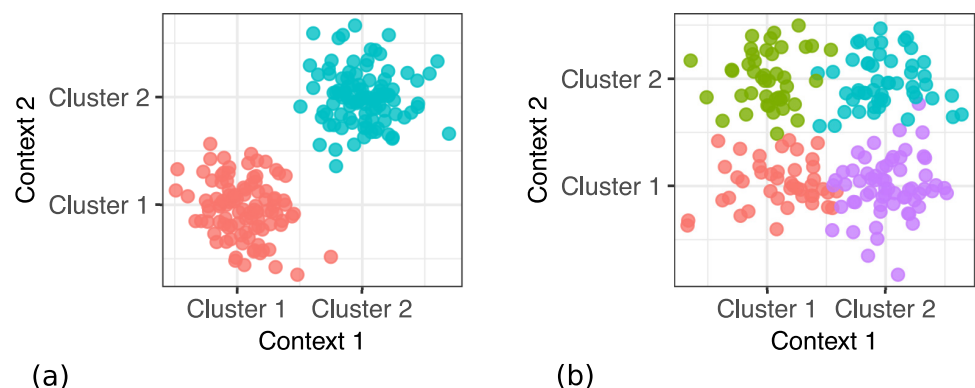 Context 2
Cluster 2
Cluster 1
Cluster 1 Cluster 2
Context 1
(a)
Context 2
Cluster 2
Cluster 1
Cluster 1 Cluster 2
Context 1
(b)